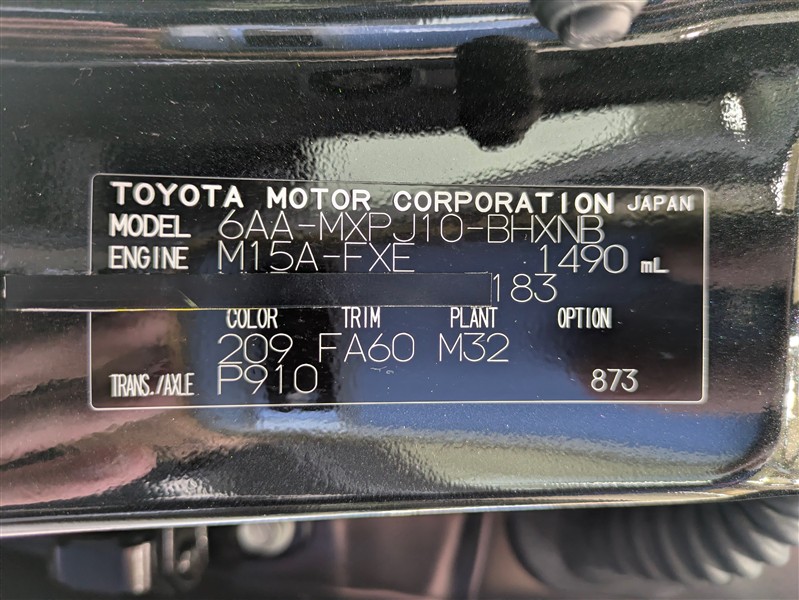 TOYOTA MOTOR CORPORATION JAPAN
MODEL 6AA-MXPJ10-BHXNB
ENGINE M15A-FXE 1490 mL
183
COLOR TRIM PLANT OPTION
209 FA60 M32
TRANS./AXLE P910 873